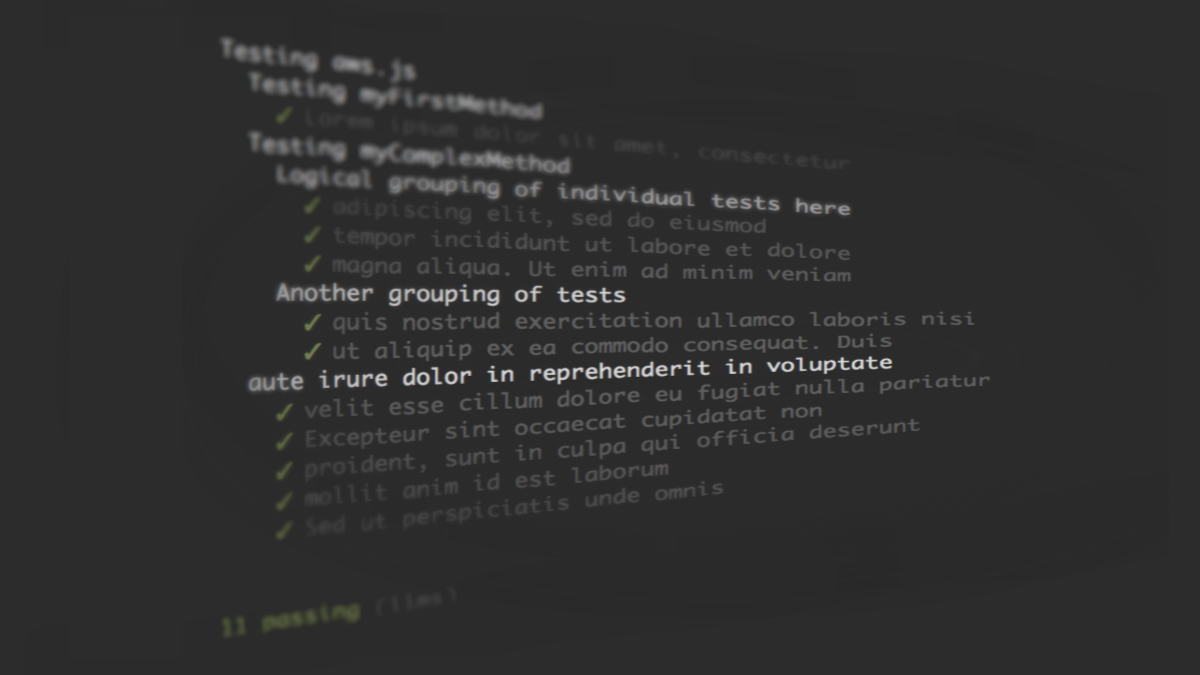 Testing aws.js
Testing myFirstMethod
✓ Lorem ipsum dolor sit amet, consectetur
Testing myComplexMethod
Logical grouping of individual tests here
✓ adipiscing elit, sed do eiusmod
✓ tempor incididunt ut labore et dolore
✓ magna aliqua. Ut enim ad minim veniam
Another grouping of tests
✓ quis nostrud exercitation ullamco laboris nisi
✓ ut aliquip ex ea commodo consequat. Duis
aute irure dolor in reprehenderit in voluptate
✓ velit esse cillum dolore eu fugiat nulla pariatur
✓ Excepteur sint occaecat cupidatat non
✓ proident, sunt in culpa qui officia deserunt
✓ mollit anim id est laborum
✓ Sed ut perspiciatis unde omnis
11 passing (11ms)